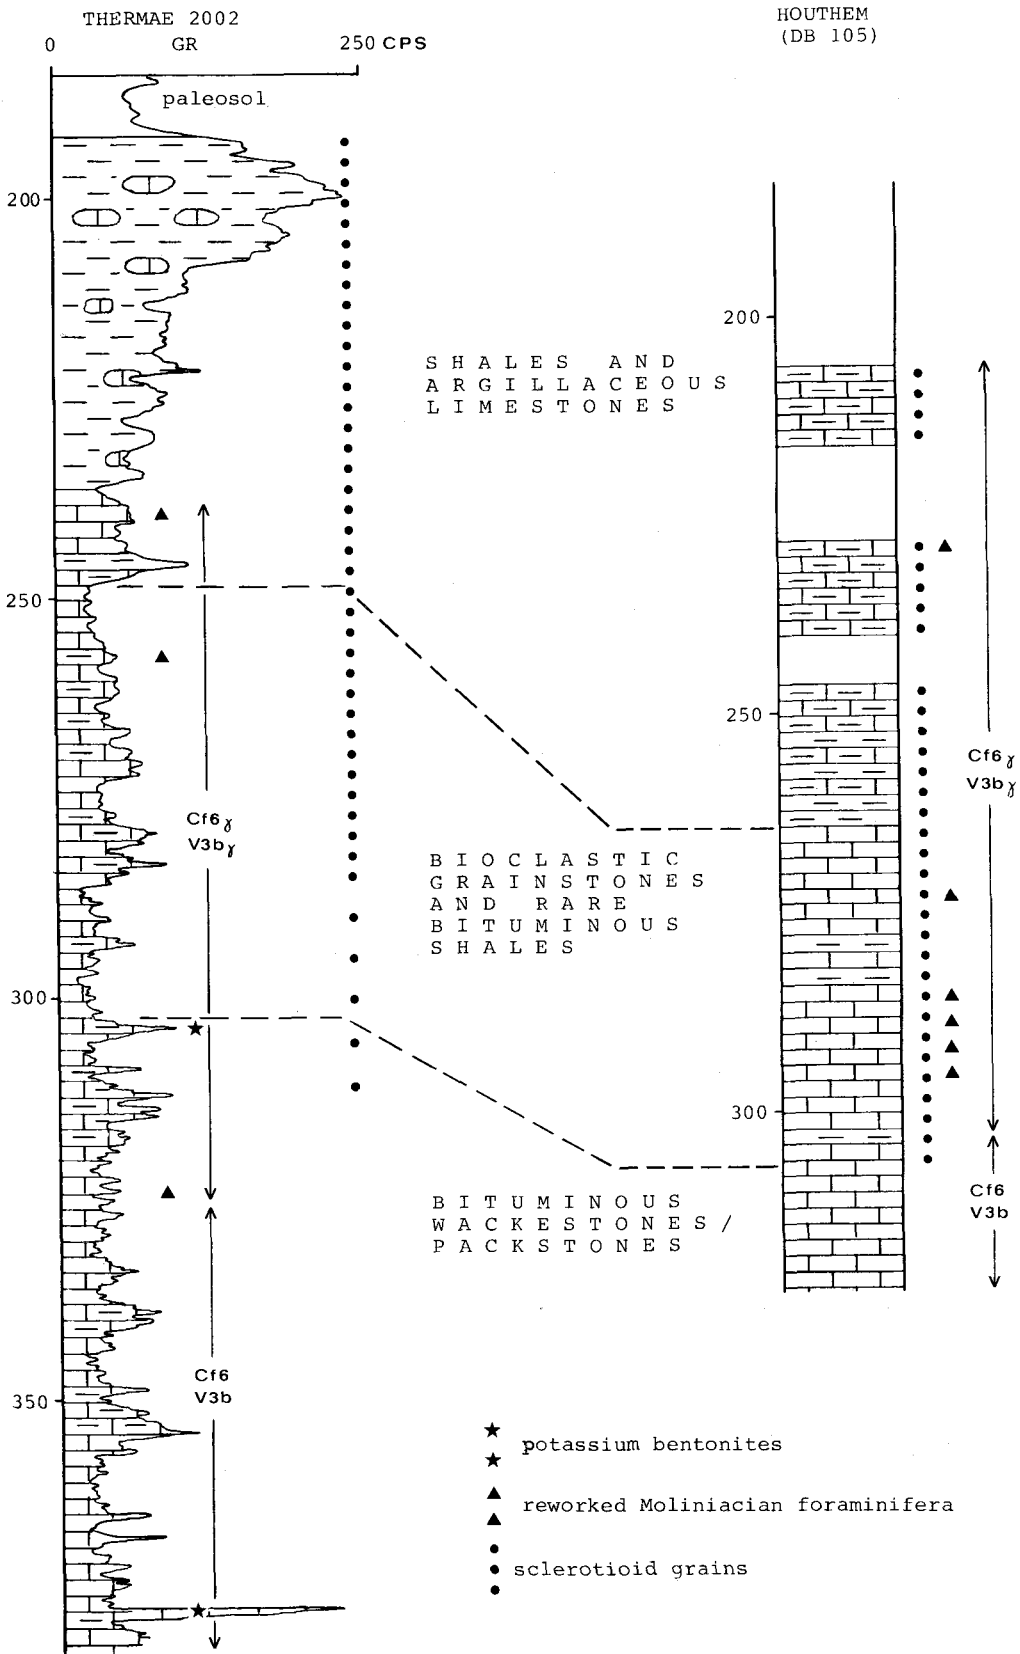 THERMAE 2002
0 GR 250 CPS
HOUTHEM
(DB 105)
paleosol
200
250
300
350
Cf6γ
V3bγ
Cf6
V3b
SHALES AND
ARGILLACEOUS
LIMESTONES
BIOCLASTIC
GRAINSTONES
AND RARE
BITUMINOUS
SHALES
BITUMINOUS
WACKESTONES/
PACKSTONES
200
250
300
Cf6γ
V3bγ
Cf6
V3b
potassium bentonites
reworked Moliniacian foraminifera
sclerotioid grains